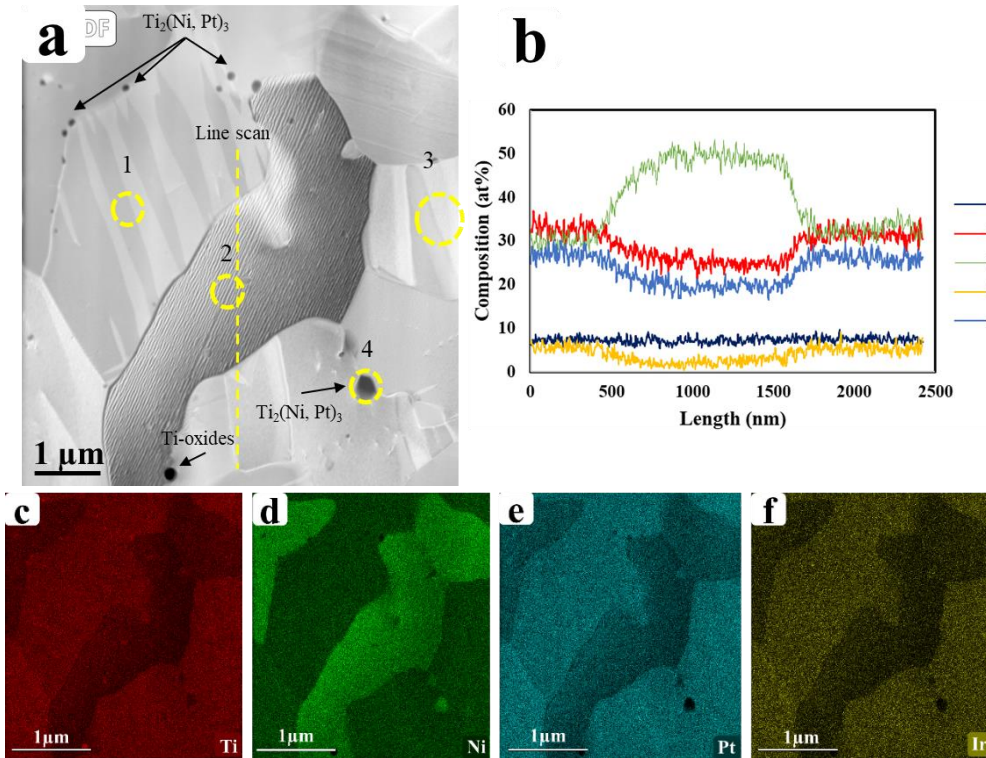 a
DF
Ti₂(Ni, Pt)₃
Line scan
1
2
3
4
Ti₂(Ni, Pt)₃
Ti-oxides
1 µm
b
60
50
40
30
20
10
0
Composition (at%)
0 500 1000 1500 2000 2500
Length (nm)
c
1µm
Ti
d
1µm
Ni
e
1µm
Pt
f
1µm
Ir